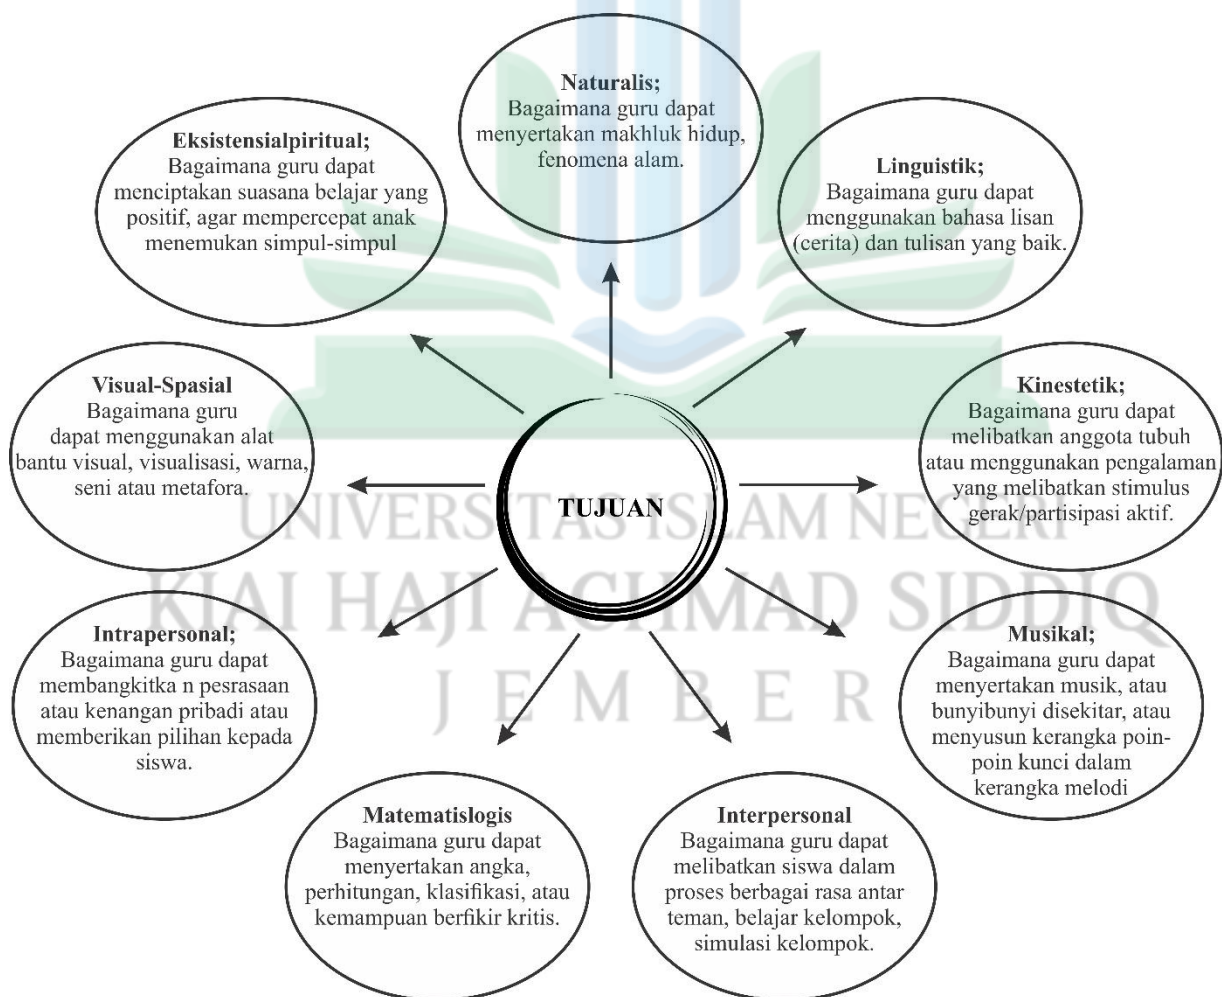 Naturalis;
Bagaimana guru dapat
menyertakan makhluk hidup,
fenomena alam.
Eksistensialpiritual;
Bagaimana guru dapat
menciptakan suasana belajar yang
positif, agar mempercepat anak
menemukan simpul-simpul
Linguistik;
Bagaimana guru dapat
menggunakan bahasa lisan
(cerita) dan tulisan yang baik.
Visual-Spasial
Bagaimana guru
dapat menggunakan alat
bantu visual, visualisasi, warna,
seni atau metafora.
TUJUAN
Kinestetik;
Bagaimana guru dapat
melibatkan anggota tubuh
atau menggunakan pengalaman
yang melibatkan stimulus
gerak/partisipasi aktif.
UNIVERSITAS ISLAM NEGERI
KIAI HAJI ACHMAD SIDDIQ
JEMBER
Intrapersonal;
Bagaimana guru dapat
membangkitka n pesrasaan
atau kenangan pribadi atau
memberikan pilihan kepada
siswa.
Musikal;
Bagaimana guru dapat
menyertakan musik, atau
bunyibunyi disekitar, atau
menyusun kerangka poin-
poin kunci dalam
kerangka melodi
Matematislogis
Bagaimana guru dapat
menyertakan angka,
perhitungan, klasifikasi, atau
kemampuan berfikir kritis.
Interpersonal
Bagaimana guru dapat
melibatkan siswa dalam
proses berbagai rasa antar
teman, belajar kelompok,
simulasi kelompok.